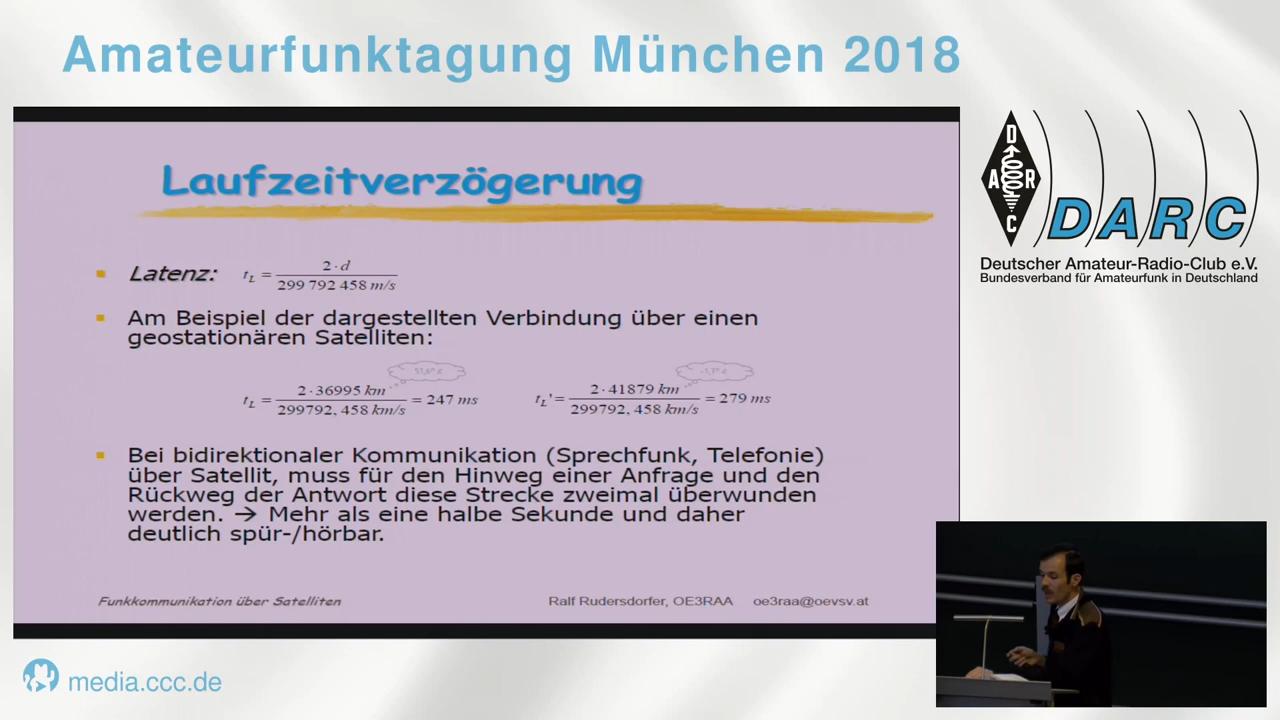 Amateurfunktagung München 2018
Laufzeitverzögerung
Latenz: t_L = 2·d / 299 792 458 m/s
Am Beispiel der dargestellten Verbindung über einen
geostationären Satelliten:
t_L = 2·36995 km / 299792, 458 km/s = 247 ms
t_L' = 2·41879 km / 299792, 458 km/s = 279 ms
Bei bidirektionaler Kommunikation (Sprechfunk, Telefonie)
über Satellit, muss für den Hinweg einer Anfrage und den
Rückweg der Antwort diese Strecke zweimal überwunden
werden. → Mehr als eine halbe Sekunde und daher
deutlich spür-/hörbar.
Funkkommunikation über Satelliten
Ralf Rudersdorfer, OE3RAA oe3raa@oevsv.at
D
A R
C
DARC
Deutscher Amateur-Radio-Club e.V.
Bundesverband für Amateurfunk in Deutschland
media.ccc.de